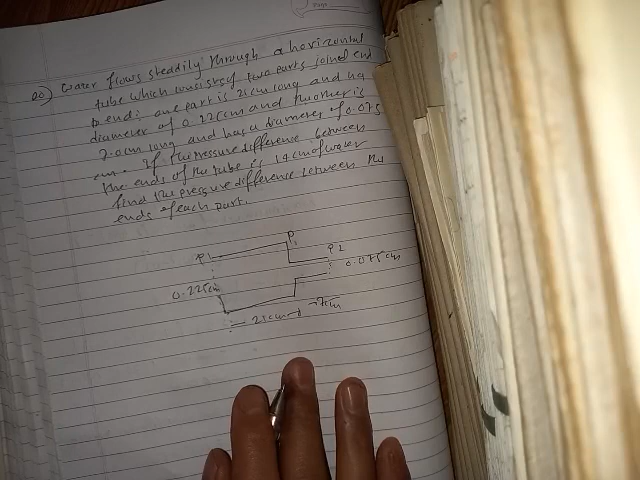 Q0) Water flows steadily through a horizontal
tube which consists of two parts joined end
to end: one part is 21cm long and has
diameter of 0.225cm and the other is
7.0cm long and has a diameter of 0.075
cm. If the pressure difference between
the ends of the tube is 14cm of water
find the pressure difference between the
ends of each part.
P1 P, P2
0.075cm
0.225cm
21cm 7cm